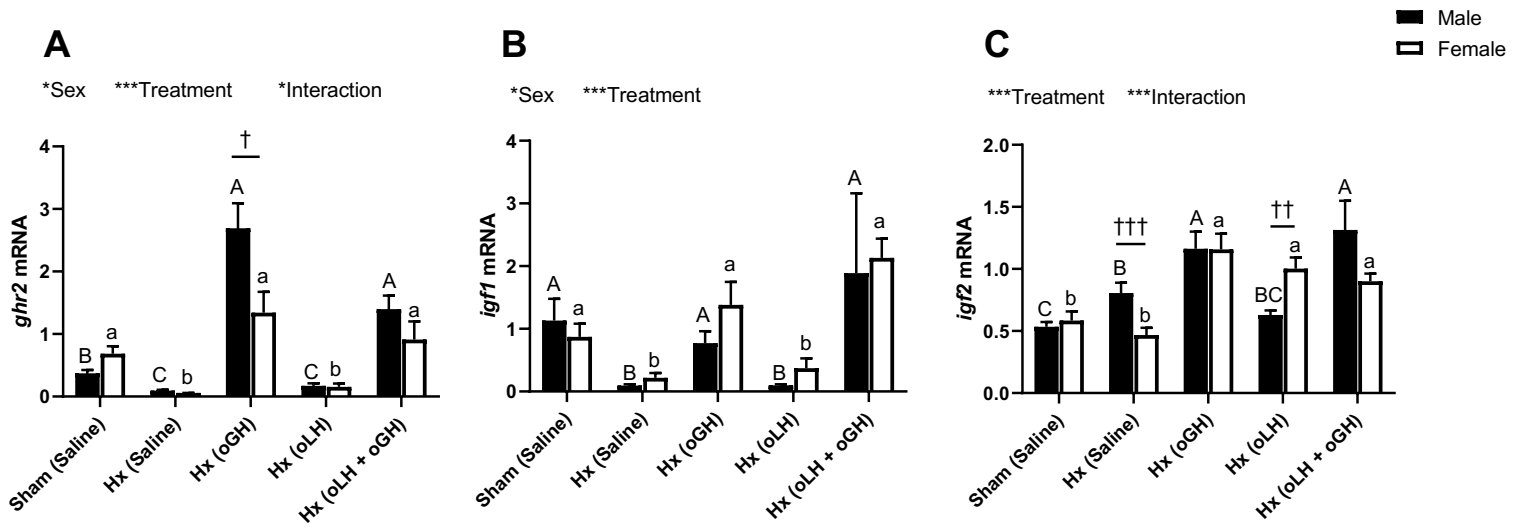 Male
Female
A
*Sex ***Treatment *Interaction
ghr2 mRNA
4
3
2
1
0
B a
C b
†
A a
C b
A a
Sham (Saline)
Hx (Saline)
Hx (oGH)
Hx (oLH)
Hx (oLH + oGH)
B
*Sex ***Treatment
igf1 mRNA
4
3
2
1
0
A a
B b
A a
B b
A a
Sham (Saline)
Hx (Saline)
Hx (oGH)
Hx (oLH)
Hx (oLH + oGH)
C
***Treatment ***Interaction
igf2 mRNA
2.0
1.5
1.0
0.5
0.0
C b
†††
B b
A a
††
BC a
A a
Sham (Saline)
Hx (Saline)
Hx (oGH)
Hx (oLH)
Hx (oLH + oGH)